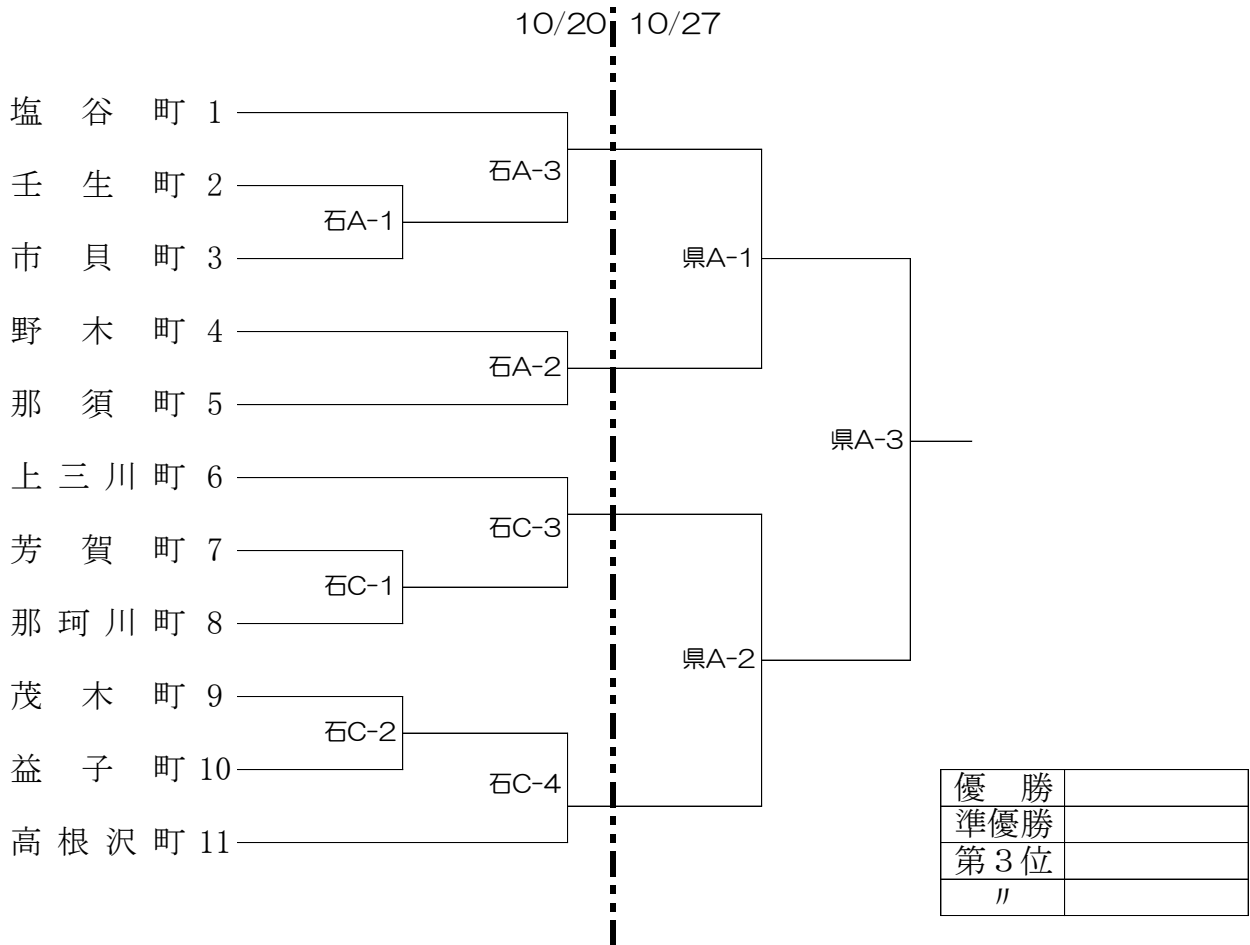 10/20 10/27
塩谷町 1
石A-3
壬生町 2
石A-1
市貝町 3
県A-1
野木町 4
石A-2
那須町 5
県A-3
上三川町 6
石C-3
芳賀町 7
石C-1
那珂川町 8
県A-2
茂木町 9
石C-2
益子町 10
石C-4
高根沢町 11
優勝
準優勝
第3位
〃